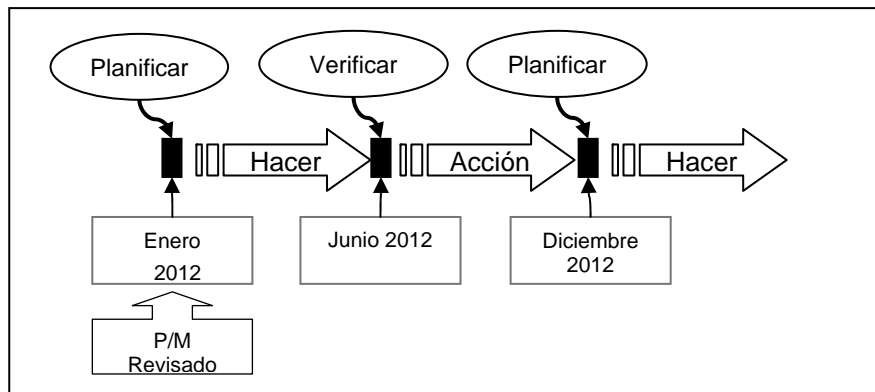 Planificar
Verificar
Planificar
Hacer
Acción
Hacer
Enero
2012
Junio 2012
Diciembre
2012
P/M
Revisado